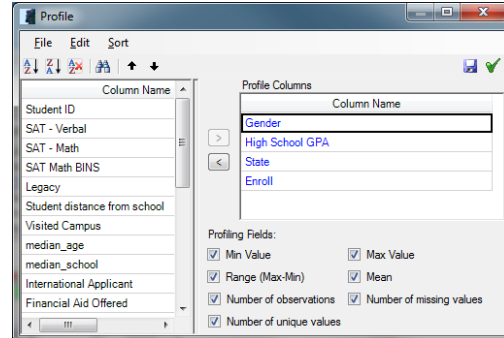 Profile
File Edit Sort
Column Name
Student ID
SAT - Verbal
SAT - Math
SAT Math BINS
Legacy
Student distance from school
Visited Campus
median_age
median_school
International Applicant
Financial Aid Offered
Profile Columns
Column Name
Gender
High School GPA
State
Enroll
Profiling Fields:
Min Value Max Value
Range (Max-Min) Mean
Number of observations Number of missing values
Number of unique values